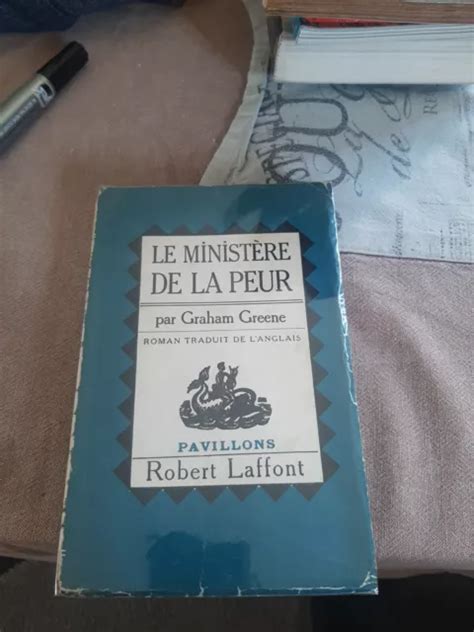 LE MINISTÈRE
DE LA PEUR
par Graham Greene
ROMAN TRADUIT DE L'ANGLAIS
PAVILLONS
Robert Laffont